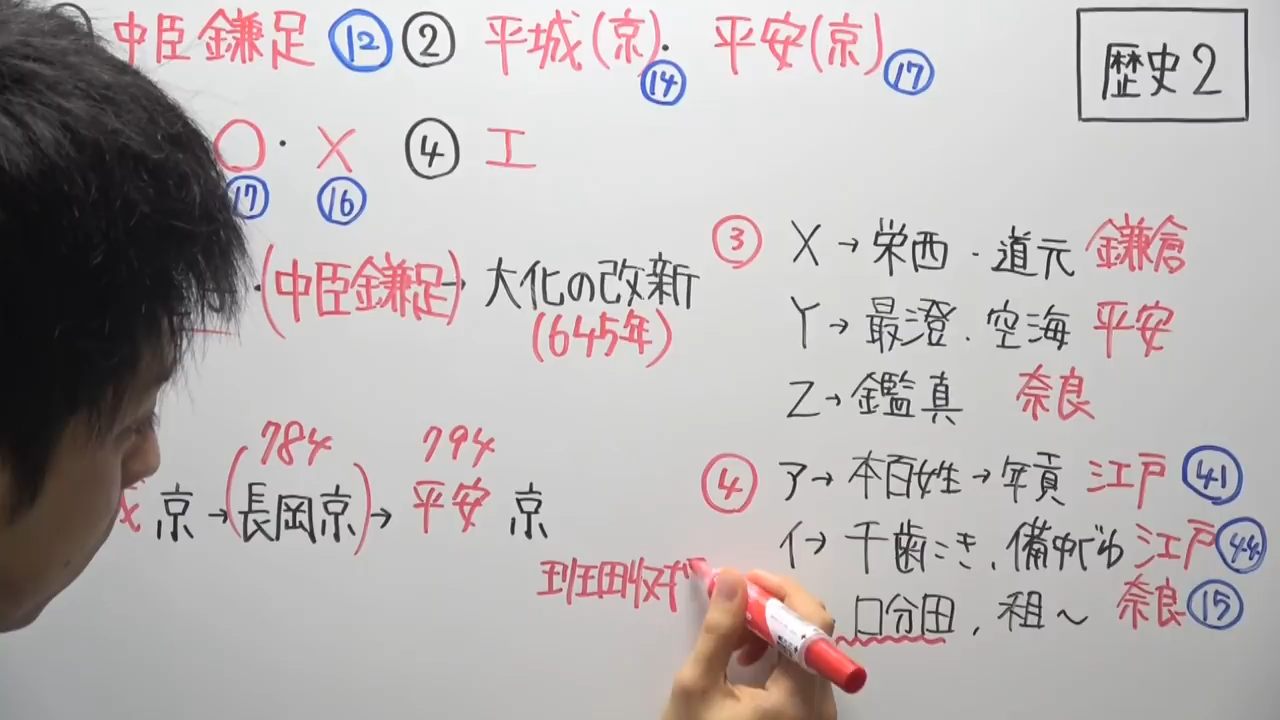 中臣鎌足 ⑫ ② 平城(京)⑭・平安(京)⑰
歴史2
○⑰・X⑯ ④ エ
(中臣鎌足)→大化の改新
(645年)
784 794
京→(長岡京)→平安京
③ X→栄西・道元 鎌倉
Y→最澄・空海 平安
Z→鑑真 奈良
④ ア→本百姓→年貢 江戸 ㊶
イ→千歯こき、備中ぐわ 江戸 ㊹
口分田,租〜 奈良 ⑮
班田収